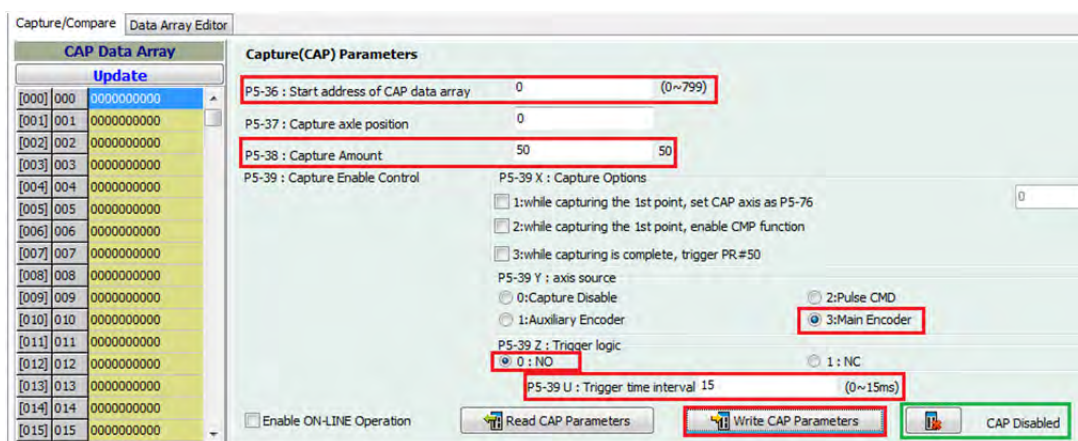 Capture/Compare Data Array Editor
CAP Data Array
Update
[000] 000 0000000000
[001] 001 0000000000
[002] 002 0000000000
[003] 003 0000000000
[004] 004 0000000000
[005] 005 0000000000
[006] 006 0000000000
[007] 007 0000000000
[008] 008 0000000000
[009] 009 0000000000
[010] 010 0000000000
[011] 011 0000000000
[012] 012 0000000000
[013] 013 0000000000
[014] 014 0000000000
[015] 015 0000000000
Capture(CAP) Parameters
P5-36 : Start address of CAP data array 0 (0~799)
P5-37 : Capture axle position 0
P5-38 : Capture Amount 50 50
P5-39 : Capture Enable Control
P5-39 X : Capture Options
1:while capturing the 1st point, set CAP axis as P5-76 0
2:while capturing the 1st point, enable CMP function
3:while capturing is complete, trigger PR#50
P5-39 Y : axis source
0:Capture Disable 2:Pulse CMD
1:Auxiliary Encoder 3:Main Encoder
P5-39 Z : Trigger logic
0 : NO 1 : NC
P5-39 U : Trigger time interval 15 (0~15ms)
Enable ON-LINE Operation Read CAP Parameters Write CAP Parameters CAP Disabled